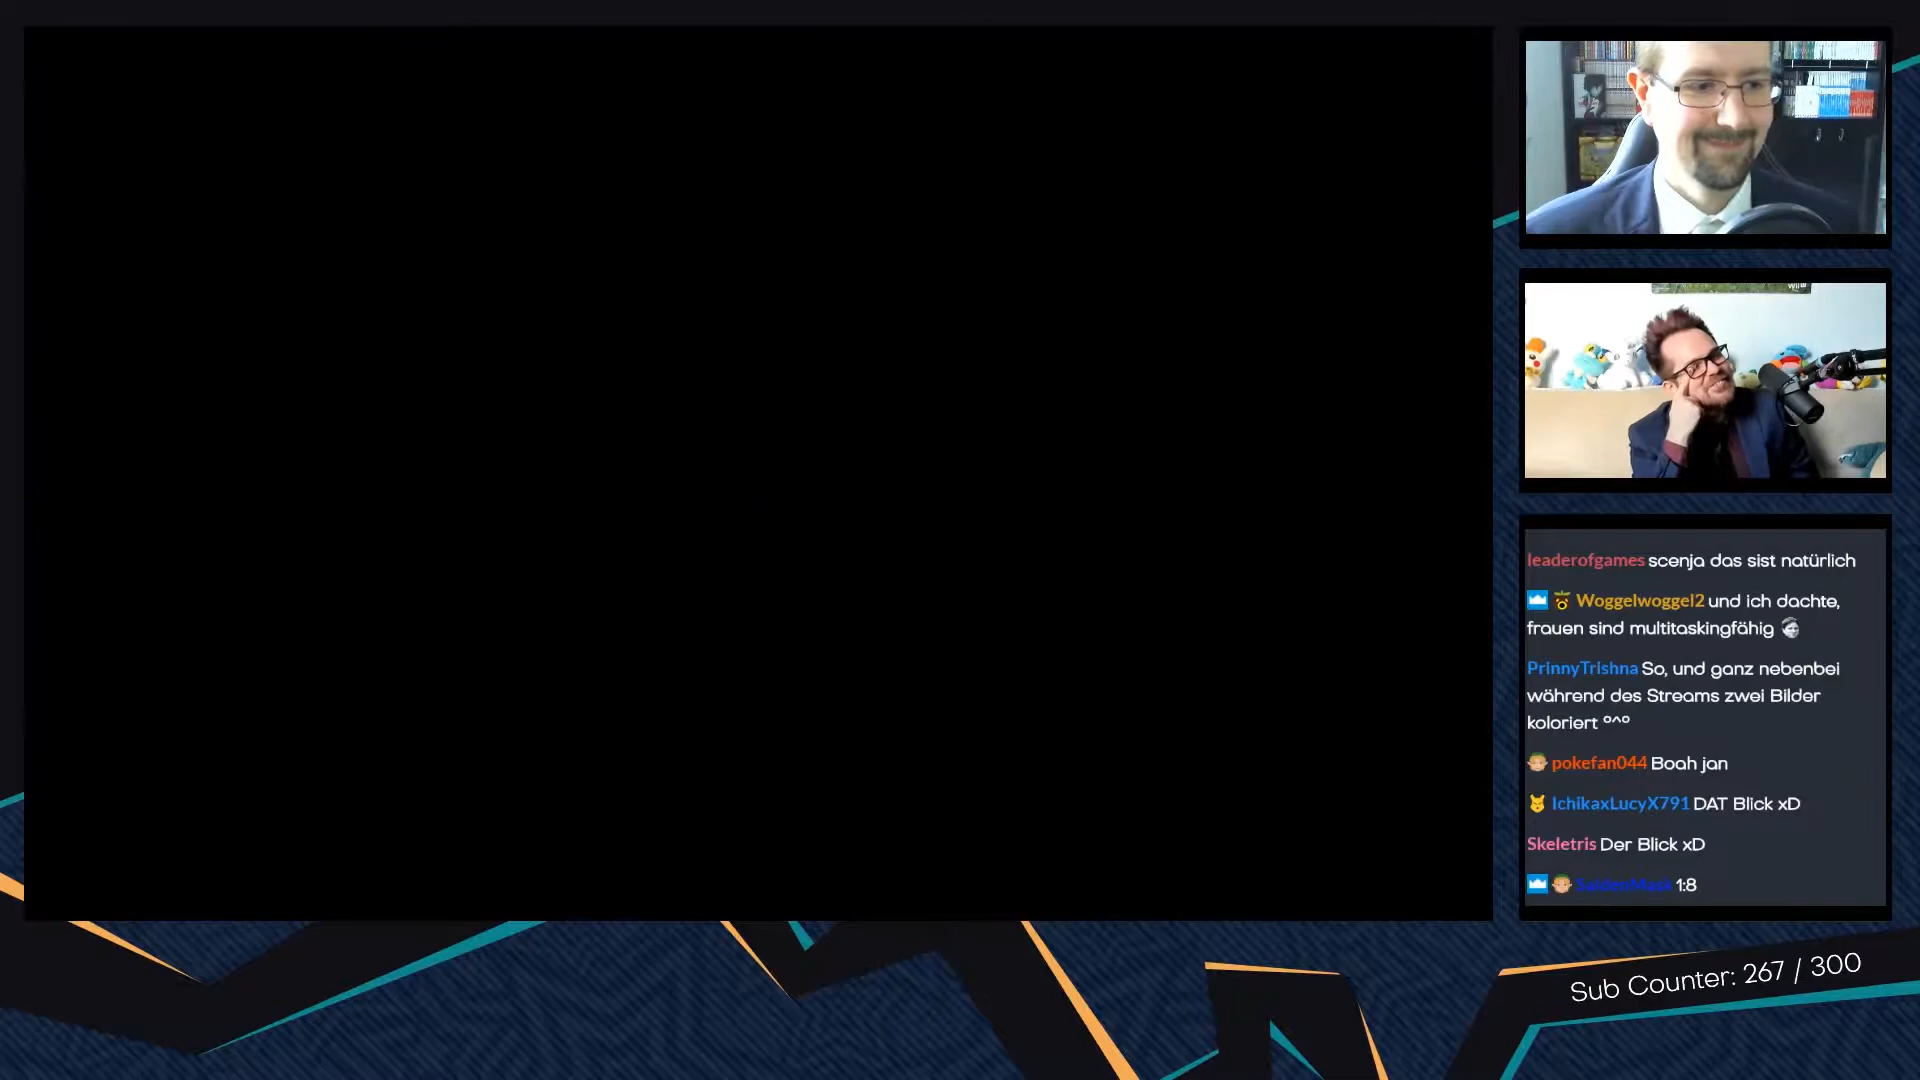 leaderofgames scenja das sist natürlich
Woggelwoggel2 und ich dachte,
frauen sind multitaskingfähig
PrinnyTrishna So, und ganz nebenbei
während des Streams zwei Bilder
koloriert °^°
pokefan044 Boah jan
IchikaxLucyX791 DAT Blick xD
Skeletris Der Blick xD
1:8
Sub Counter: 267 / 300